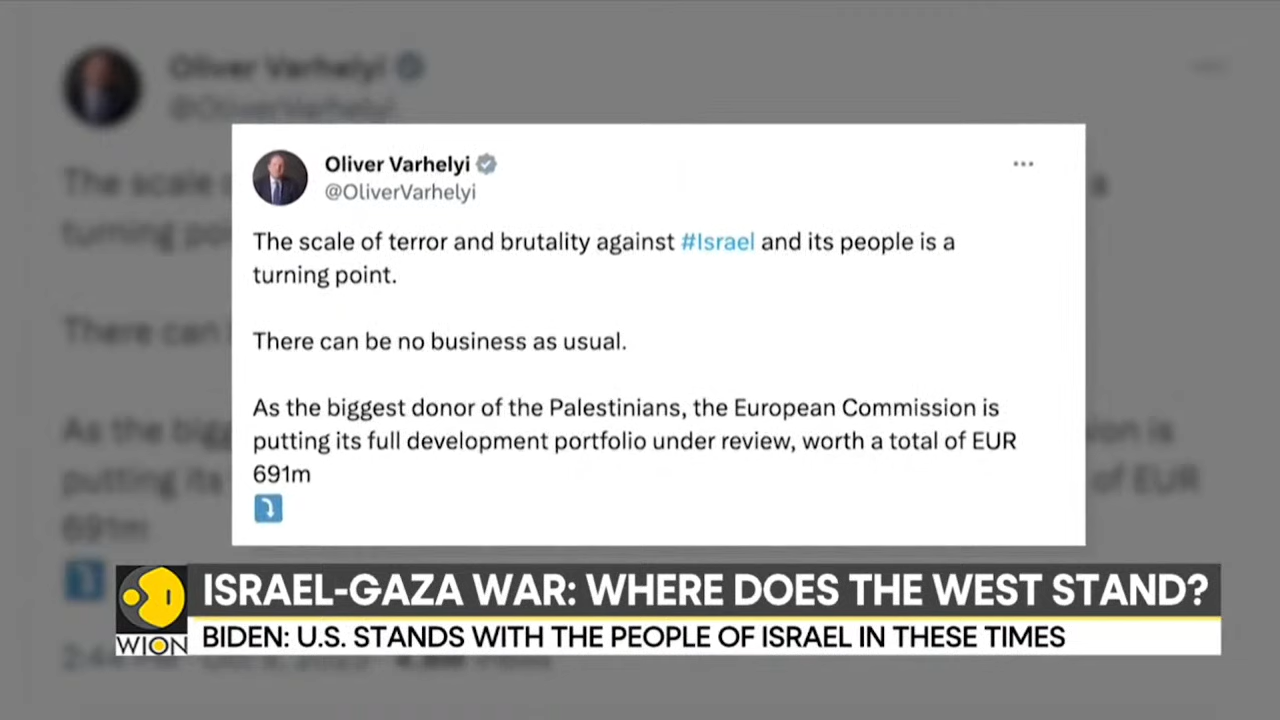 Oliver Varhelyi
@OliverVarhelyi
The scale of terror and brutality against #Israel and its people is a
turning point.
There can be no business as usual.
As the biggest donor of the Palestinians, the European Commission is
putting its full development portfolio under review, worth a total of EUR
691m
ISRAEL-GAZA WAR: WHERE DOES THE WEST STAND?
WION
BIDEN: U.S. STANDS WITH THE PEOPLE OF ISRAEL IN THESE TIMES